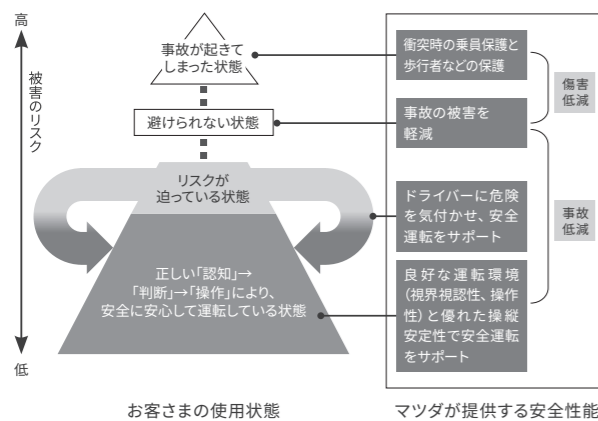 高
被害のリスク
低
事故が起きて
しまった状態
避けられない状態
リスクが
迫っている状態
正しい「認知」→
「判断」→「操作」により、
安全に安心して運転している状態
お客さまの使用状態
衝突時の乗員保護と
歩行者などの保護
事故の被害を
軽減
ドライバーに危険
を気付かせ、安全
運転をサポート
良好な運転環境
（視界視認性、操作
性）と優れた操縦
安定性で安全運転
をサポート
傷害
低減
事故
低減
マツダが提供する安全性能